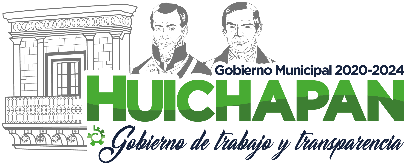 Gobierno Municipal 2020-2024
HUICHAPAN
Gobierno de trabajo y transparencia